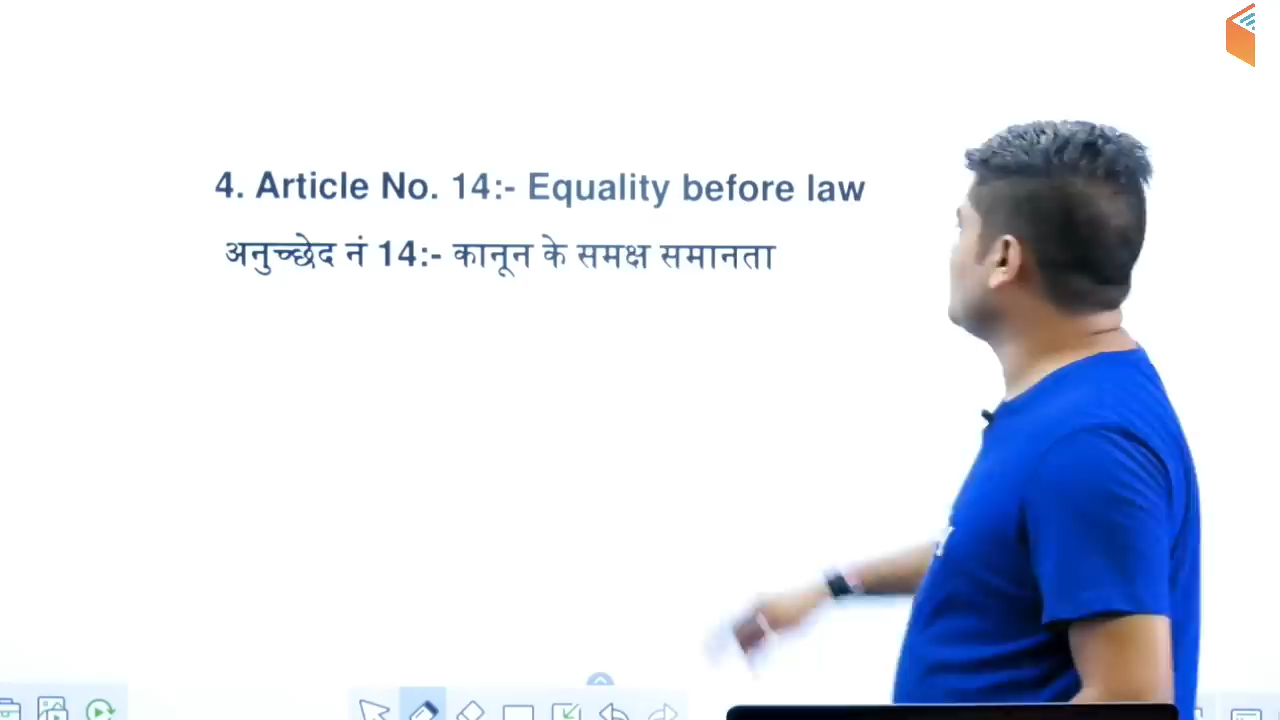 4. Article No. 14:- Equality before law
अनुच्छेद नं 14:- कानून के समक्ष समानता